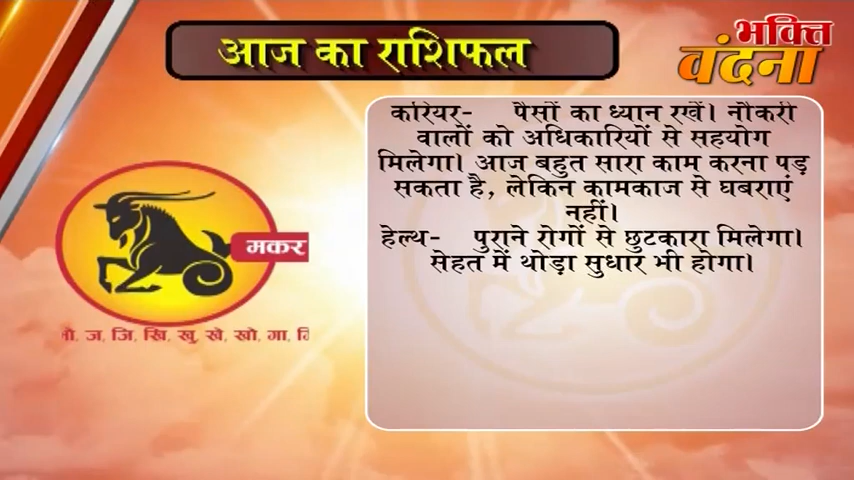 आज का राशिफल
भक्ति
वंदना
करियर- पैसों का ध्यान रखें। नौकरी
वालों को अधिकारियों से सहयोग
मिलेगा। आज बहुत सारा काम करना पड़
सकता है, लेकिन कामकाज से घबराएं
नहीं।
हेल्थ- पुराने रोगों से छुटकारा मिलेगा।
सेहत में थोड़ा सुधार भी होगा।
मकर
ज, जि, खि, खु, खे, खो, गा,